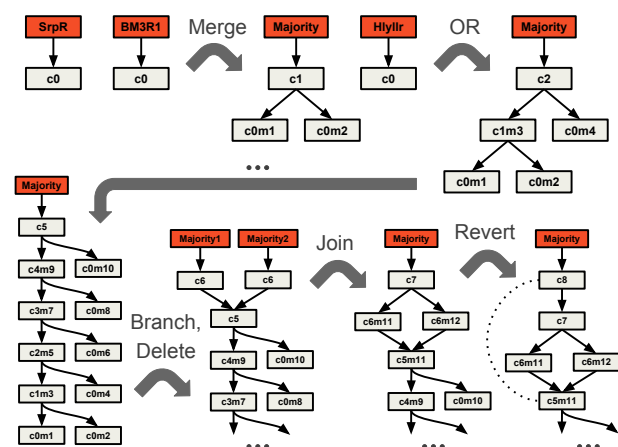 SrpR
BM3R1
Merge
Majority
HlyIIr
OR
Majority
c0
c0
c1
c0
c2
c0m1
c0m2
c1m3
c0m4
c0m1
c0m2
...
Majority
c5
c4m9
c0m10
c3m7
c0m8
c2m5
c0m6
c1m3
c0m4
c0m1
c0m2
Branch,
Delete
Majority1
Majority2
c6
c6
c5
c4m9
c0m10
c3m7
c0m8
...
Join
Majority
c7
c6m11
c6m12
c5m11
c4m9
c0m10
...
Revert
Majority
c8
c7
c6m11
c6m12
c5m11
...